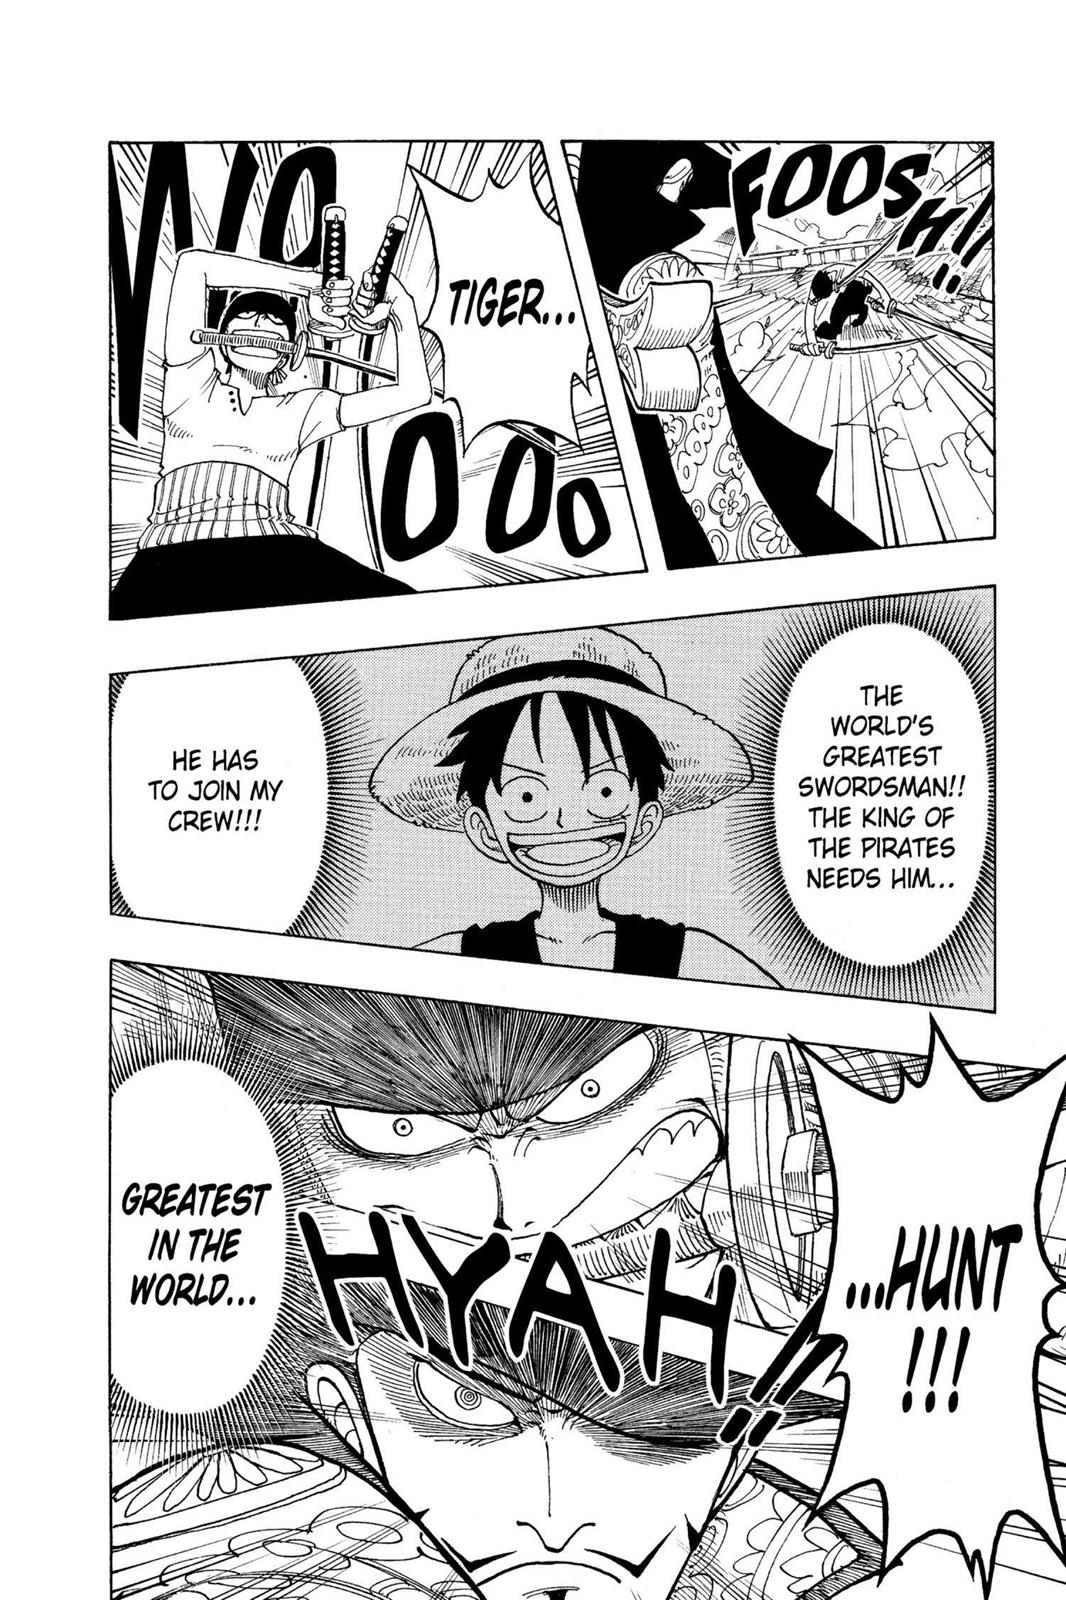 FOOSH!!
TIGER...
WOOOOO
THE
WORLD'S
GREATEST
SWORDSMAN!!
THE KING OF
THE PIRATES
NEEDS HIM...
HE HAS
TO JOIN MY
CREW!!!
...HUNT
!!!
HYAH!!
GREATEST
IN THE
WORLD...